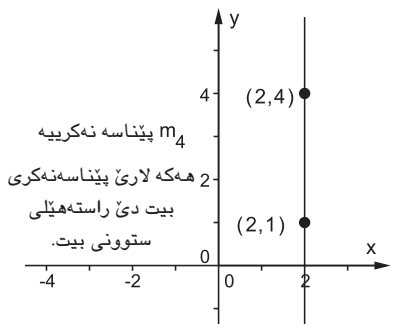 y
4
(2,4)
m4 پێناسە نەکرییە
هەکە لارێ پێناسەنەکری
2
بیت دێ راستەهێلی
(2,1)
ستوونی بیت.
x
0
-4 -2 0 2